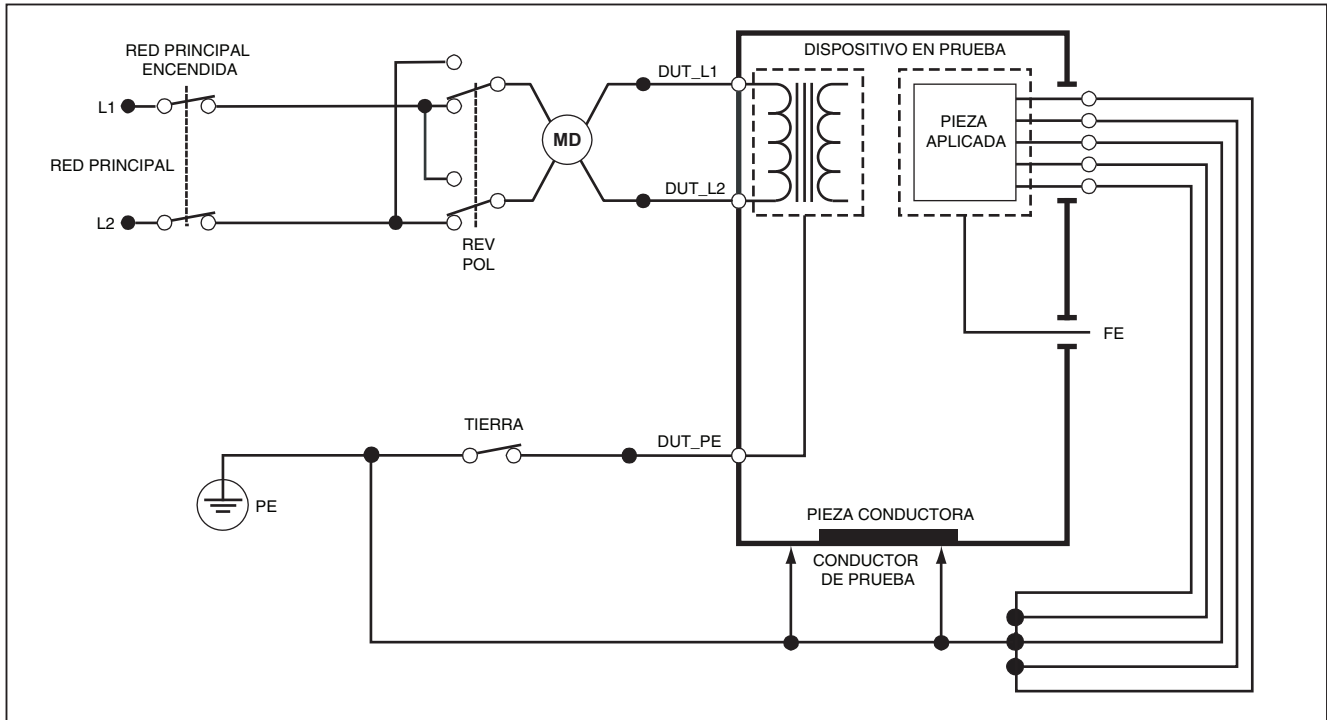 RED PRINCIPAL
ENCENDIDA
DISPOSITIVO EN PRUEBA
DUT_L1
L1
MD
PIEZA
APLICADA
RED PRINCIPAL
DUT_L2
L2
REV
POL
FE
TIERRA
DUT_PE
PE
PIEZA CONDUCTORA
CONDUCTOR
DE PRUEBA